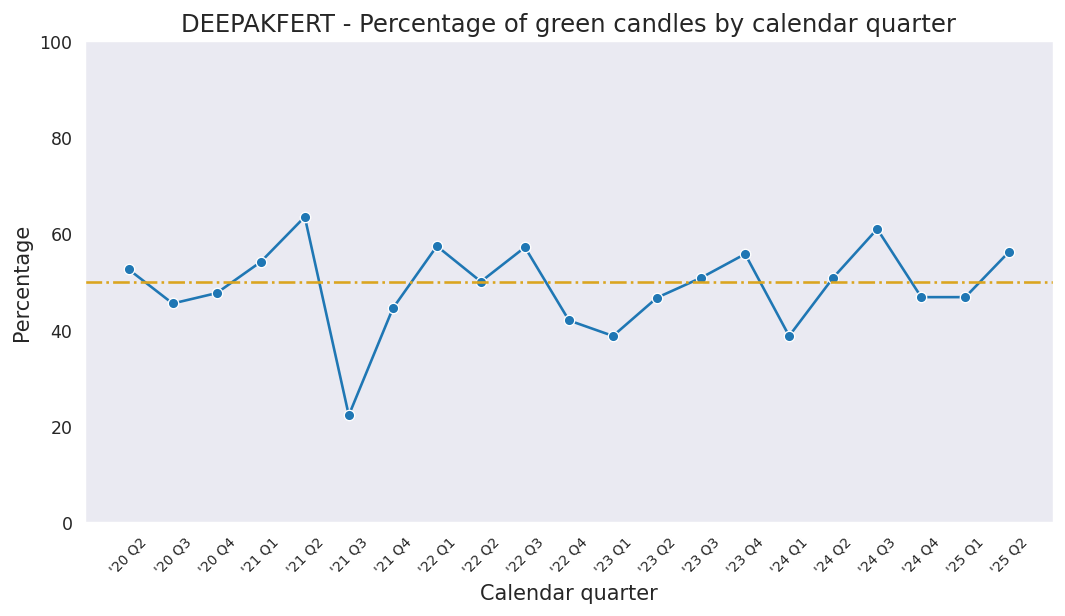 DEEPAKFERT - Percentage of green candles by calendar quarter
100
80
60
40
20
0
Percentage
'20 Q2
'20 Q3
'20 Q4
'21 Q1
'21 Q2
'21 Q3
'21 Q4
'22 Q1
'22 Q2
'22 Q3
'22 Q4
'23 Q1
'23 Q2
'23 Q3
'23 Q4
'24 Q1
'24 Q2
'24 Q3
'24 Q4
'25 Q1
'25 Q2
Calendar quarter